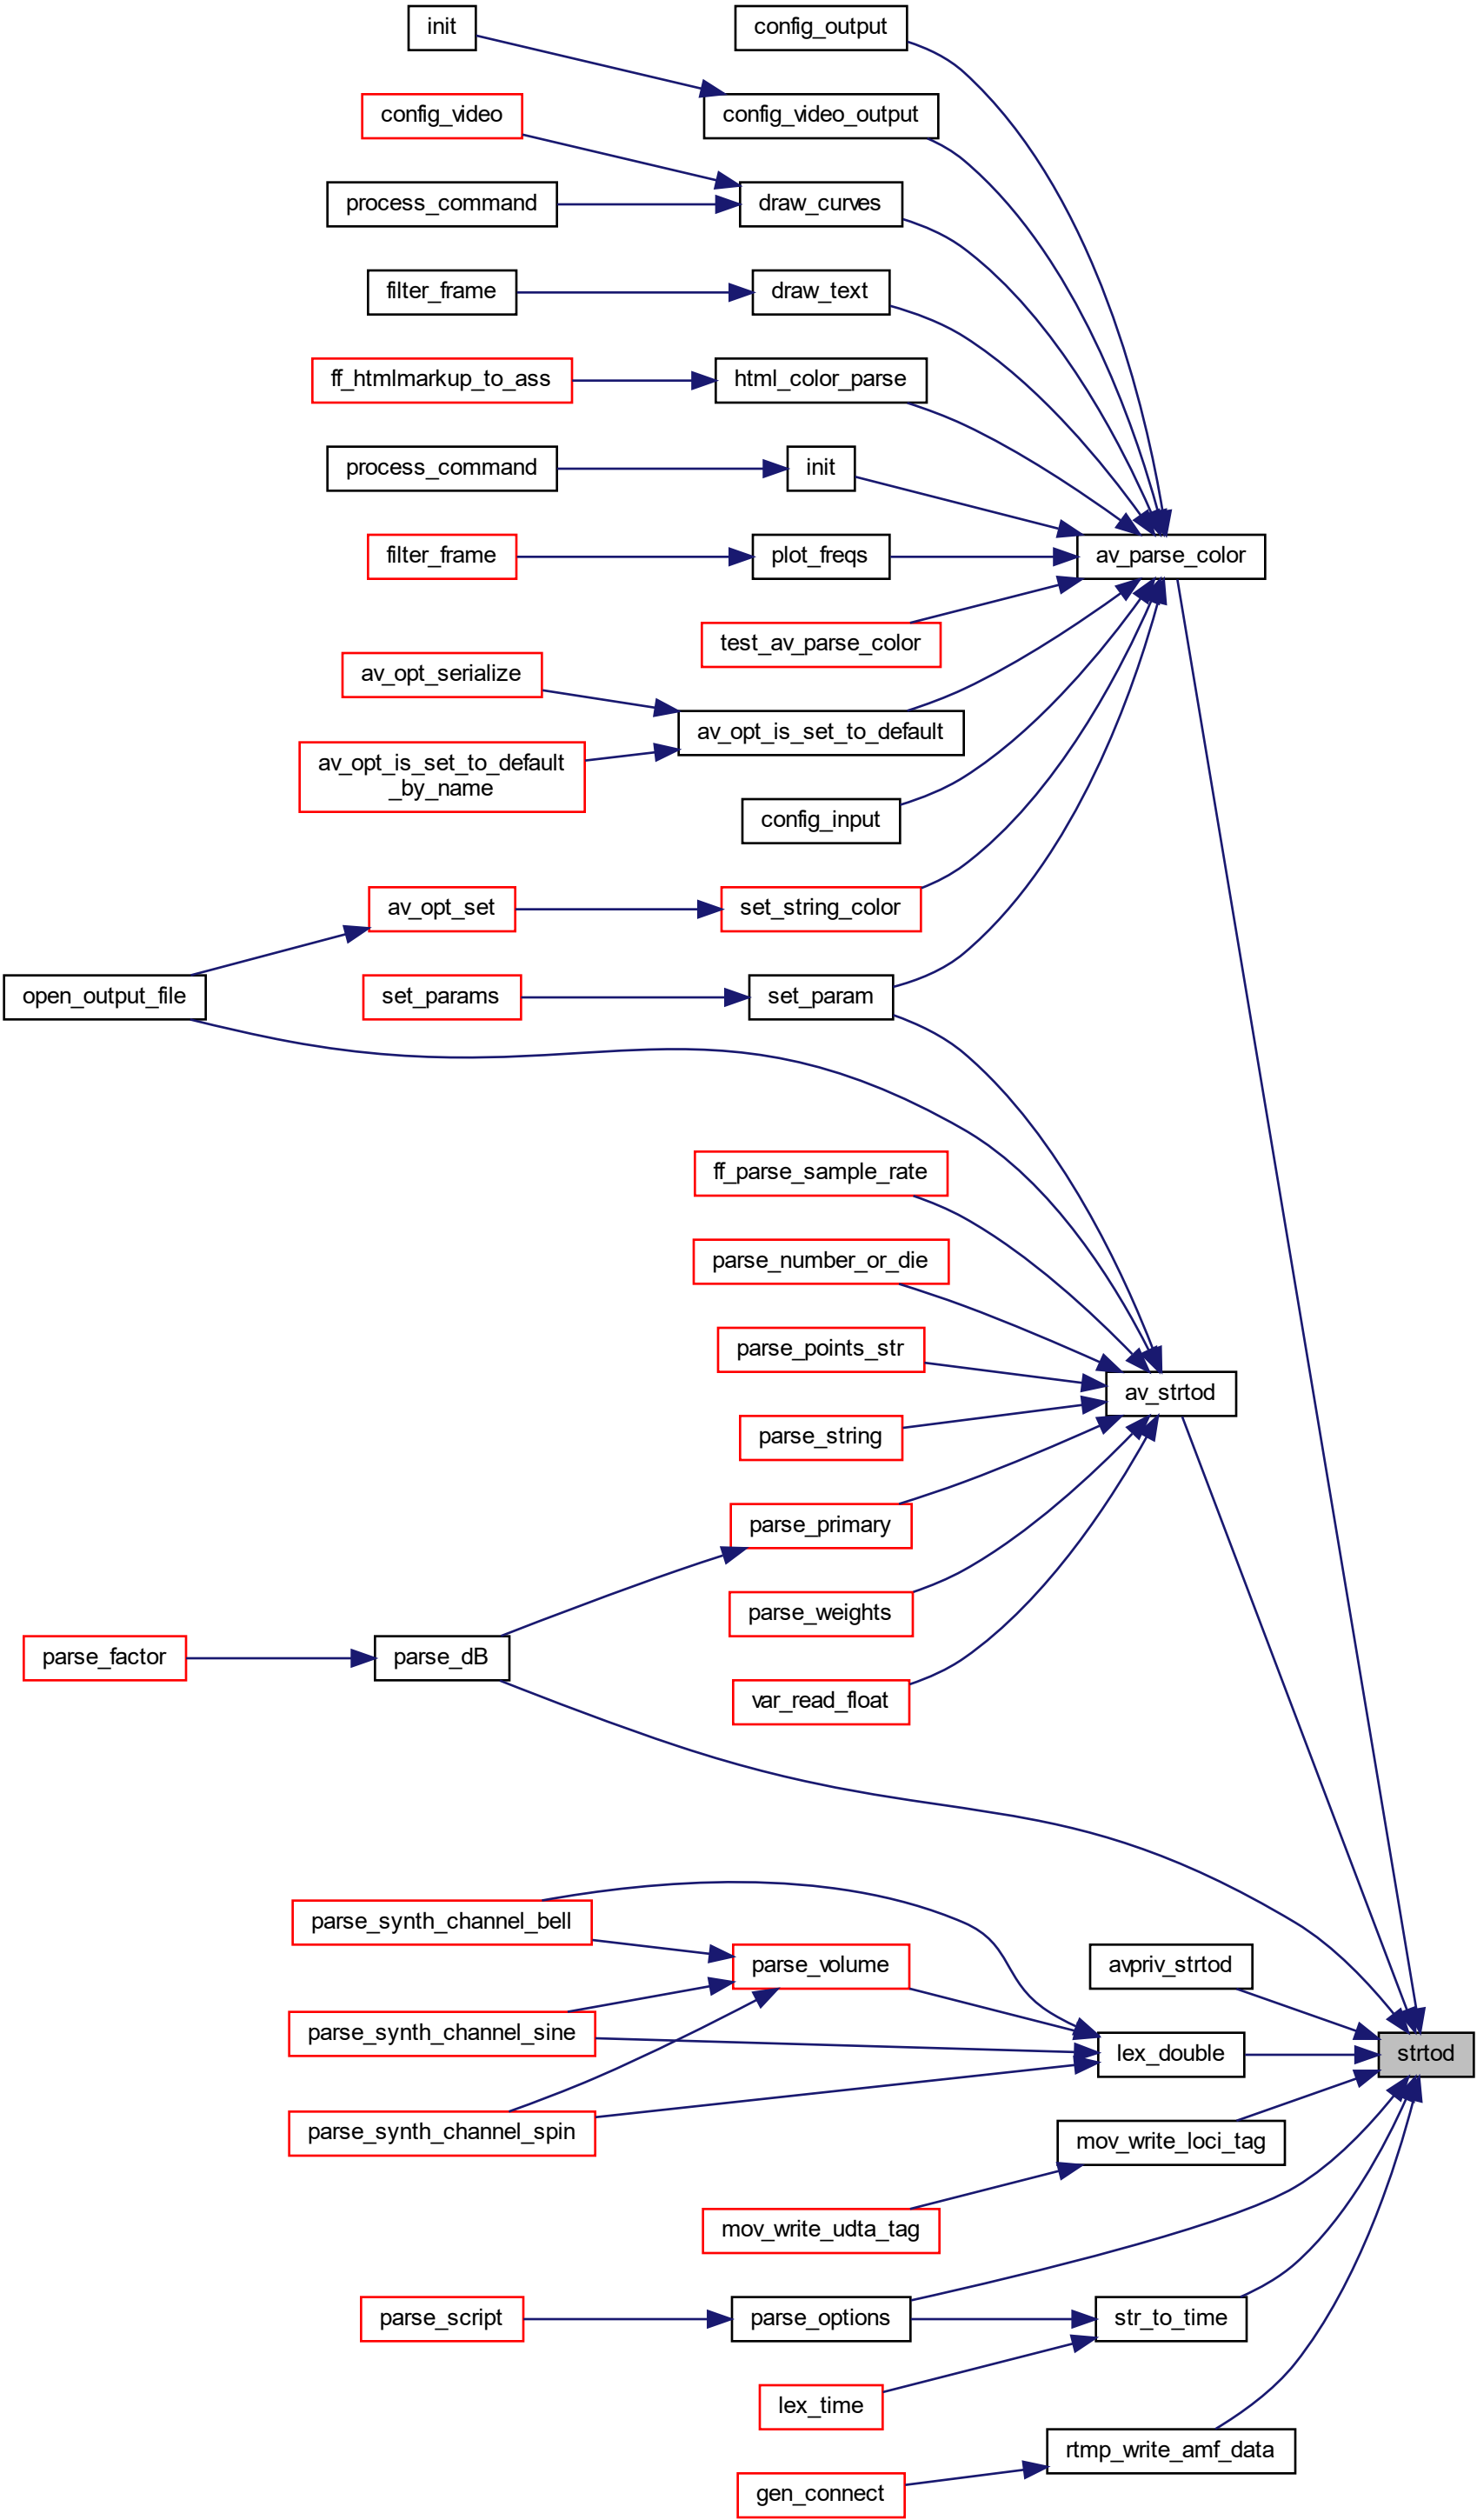 init
config_output
config_video
config_video_output
process_command
draw_curves
filter_frame
draw_text
ff_htmlmarkup_to_ass
html_color_parse
process_command
init
filter_frame
plot_freqs
av_parse_color
test_av_parse_color
av_opt_serialize
av_opt_is_set_to_default
av_opt_is_set_to_default
_by_name
config_input
av_opt_set
set_string_color
open_output_file
set_params
set_param
ff_parse_sample_rate
parse_number_or_die
parse_points_str
av_strtod
parse_string
parse_primary
parse_weights
parse_factor
parse_dB
var_read_float
parse_synth_channel_bell
parse_volume
avpriv_strtod
parse_synth_channel_sine
lex_double
strtod
parse_synth_channel_spin
mov_write_loci_tag
mov_write_udta_tag
parse_script
parse_options
str_to_time
lex_time
rtmp_write_amf_data
gen_connect